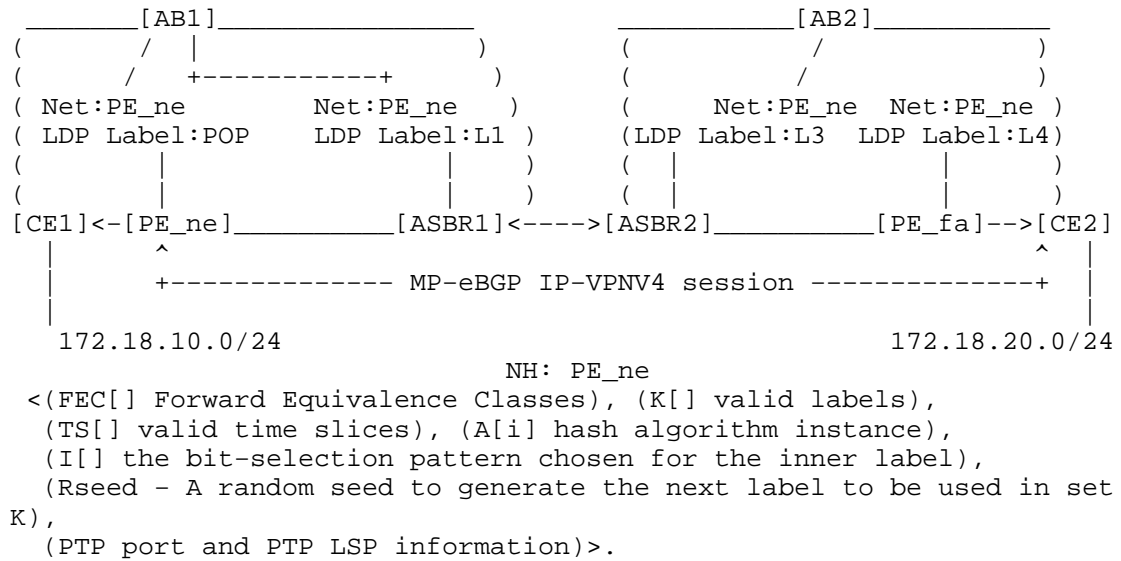 _______[AB1]________________        ___________[AB2]___________
(       /  |                 )      (           /              )
(      /   +-----------+      )     (          /               )
( Net:PE_ne        Net:PE_ne   )    (     Net:PE_ne  Net:PE_ne )
( LDP Label:POP    LDP Label:L1 )   (LDP Label:L3  LDP Label:L4)
(        |                 |    )   (  |                |      )
(        |                 |    )   (  |                |      )
[CE1]<-[PE_ne]__________[ASBR1]<---->[ASBR2]__________[PE_fa]-->[CE2]
  |      ^                                                     ^  |
  |      +-------------- MP-eBGP IP-VPNV4 session --------------+  |
  |                                                               |
   172.18.10.0/24                                     172.18.20.0/24
                              NH: PE_ne
 <(FEC[] Forward Equivalence Classes), (K[] valid labels),
  (TS[] valid time slices), (A[i] hash algorithm instance),
  (I[] the bit-selection pattern chosen for the inner label),
  (Rseed - A random seed to generate the next label to be used in set
K),
  (PTP port and PTP LSP information)>.